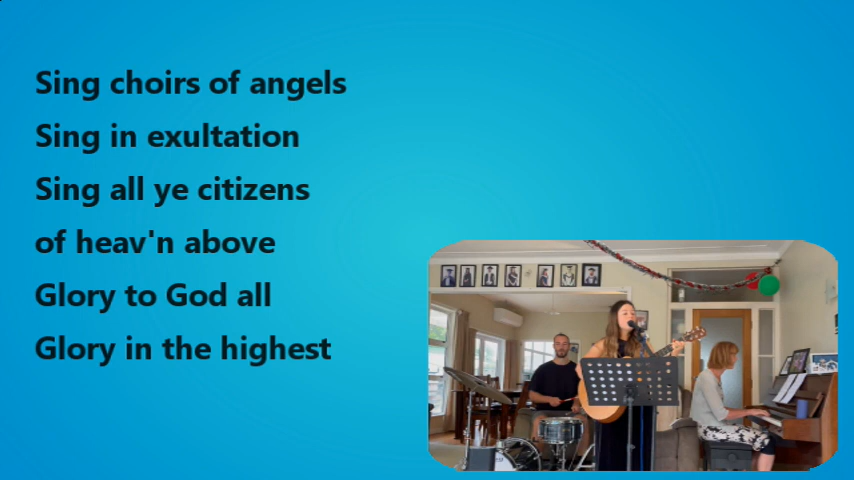 Sing choirs of angels
Sing in exultation
Sing all ye citizens
of heav'n above
Glory to God all
Glory in the highest